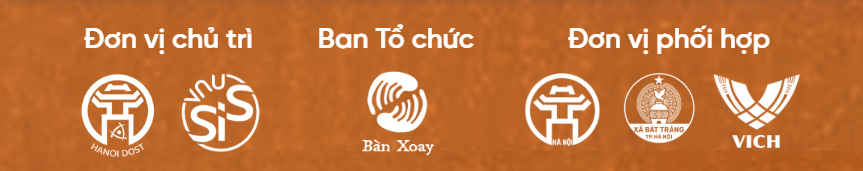 Đơn vị chủ trì
Ban Tổ chức
Đơn vị phối hợp
HANOI DOST
VNU
SIS
Bàn Xoay
HÀ NỘI
XÃ BÁT TRÀNG
TP. HÀ NỘI
VICH